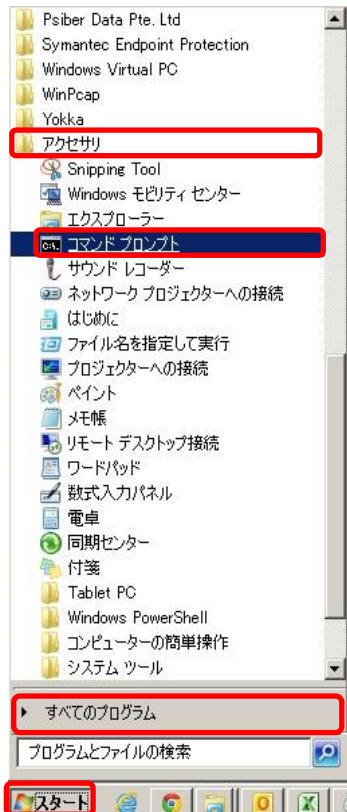 Psiber Data Pte. Ltd
Symantec Endpoint Protection
Windows Virtual PC
WinPcap
Yokka
アクセサリ
Snipping Tool
Windows モビリティ センター
エクスプローラー
コマンド プロンプト
サウンド レコーダー
ネットワーク プロジェクターへの接続
はじめに
ファイル名を指定して実行
プロジェクターへの接続
ペイント
メモ帳
リモート デスクトップ接続
ワードパッド
数式入力パネル
電卓
同期センター
付箋
Tablet PC
Windows PowerShell
コンピューターの簡単操作
システム ツール
すべてのプログラム
プログラムとファイルの検索
スタート